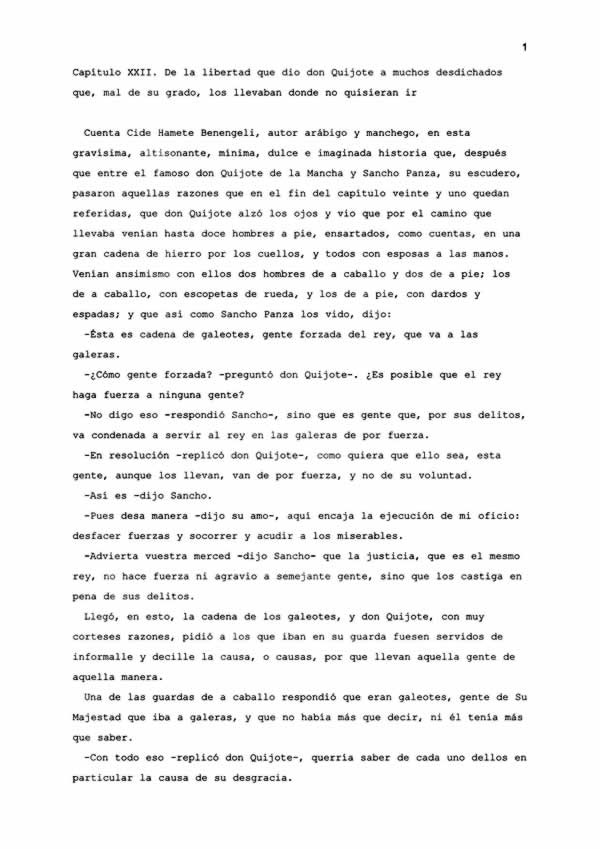 1
Capítulo XXII. De la libertad que dio don Quijote a muchos desdichados
que, mal de su grado, los llevaban donde no quisieran ir
Cuenta Cide Hamete Benengeli, autor arábigo y manchego, en esta
gravísima, altisonante, mínima, dulce e imaginada historia que, después
que entre el famoso don Quijote de la Mancha y Sancho Panza, su escudero,
pasaron aquellas razones que en el fin del capítulo veinte y uno quedan
referidas, que don Quijote alzó los ojos y vio que por el camino que
llevaba venían hasta doce hombres a pie, ensartados, como cuentas, en una
gran cadena de hierro por los cuellos, y todos con esposas a las manos.
Venían ansimismo con ellos dos hombres de a caballo y dos de a pie; los
de a caballo, con escopetas de rueda, y los de a pie, con dardos y
espadas; y que así como Sancho Panza los vido, dijo:
-Ésta es cadena de galeotes, gente forzada del rey, que va a las
galeras.
-¿Cómo gente forzada? -preguntó don Quijote-. ¿Es posible que el rey
haga fuerza a ninguna gente?
-No digo eso -respondió Sancho-, sino que es gente que, por sus delitos,
va condenada a servir al rey en las galeras de por fuerza.
-En resolución -replicó don Quijote-, como quiera que ello sea, esta
gente, aunque los llevan, van de por fuerza, y no de su voluntad.
-Así es -dijo Sancho.
-Pues desa manera -dijo su amo-, aquí encaja la ejecución de mi oficio:
desfacer fuerzas y socorrer y acudir a los miserables.
-Advierta vuestra merced -dijo Sancho- que la justicia, que es el mesmo
rey, no hace fuerza ni agravio a semejante gente, sino que los castiga en
pena de sus delitos.
Llegó, en esto, la cadena de los galeotes, y don Quijote, con muy
corteses razones, pidió a los que iban en su guarda fuesen servidos de
informalle y decille la causa, o causas, por que llevan aquella gente de
aquella manera.
Una de las guardas de a caballo respondió que eran galeotes, gente de Su
Majestad que iba a galeras, y que no había más que decir, ni él tenía más
que saber.
-Con todo eso -replicó don Quijote-, querría saber de cada uno dellos en
particular la causa de su desgracia.